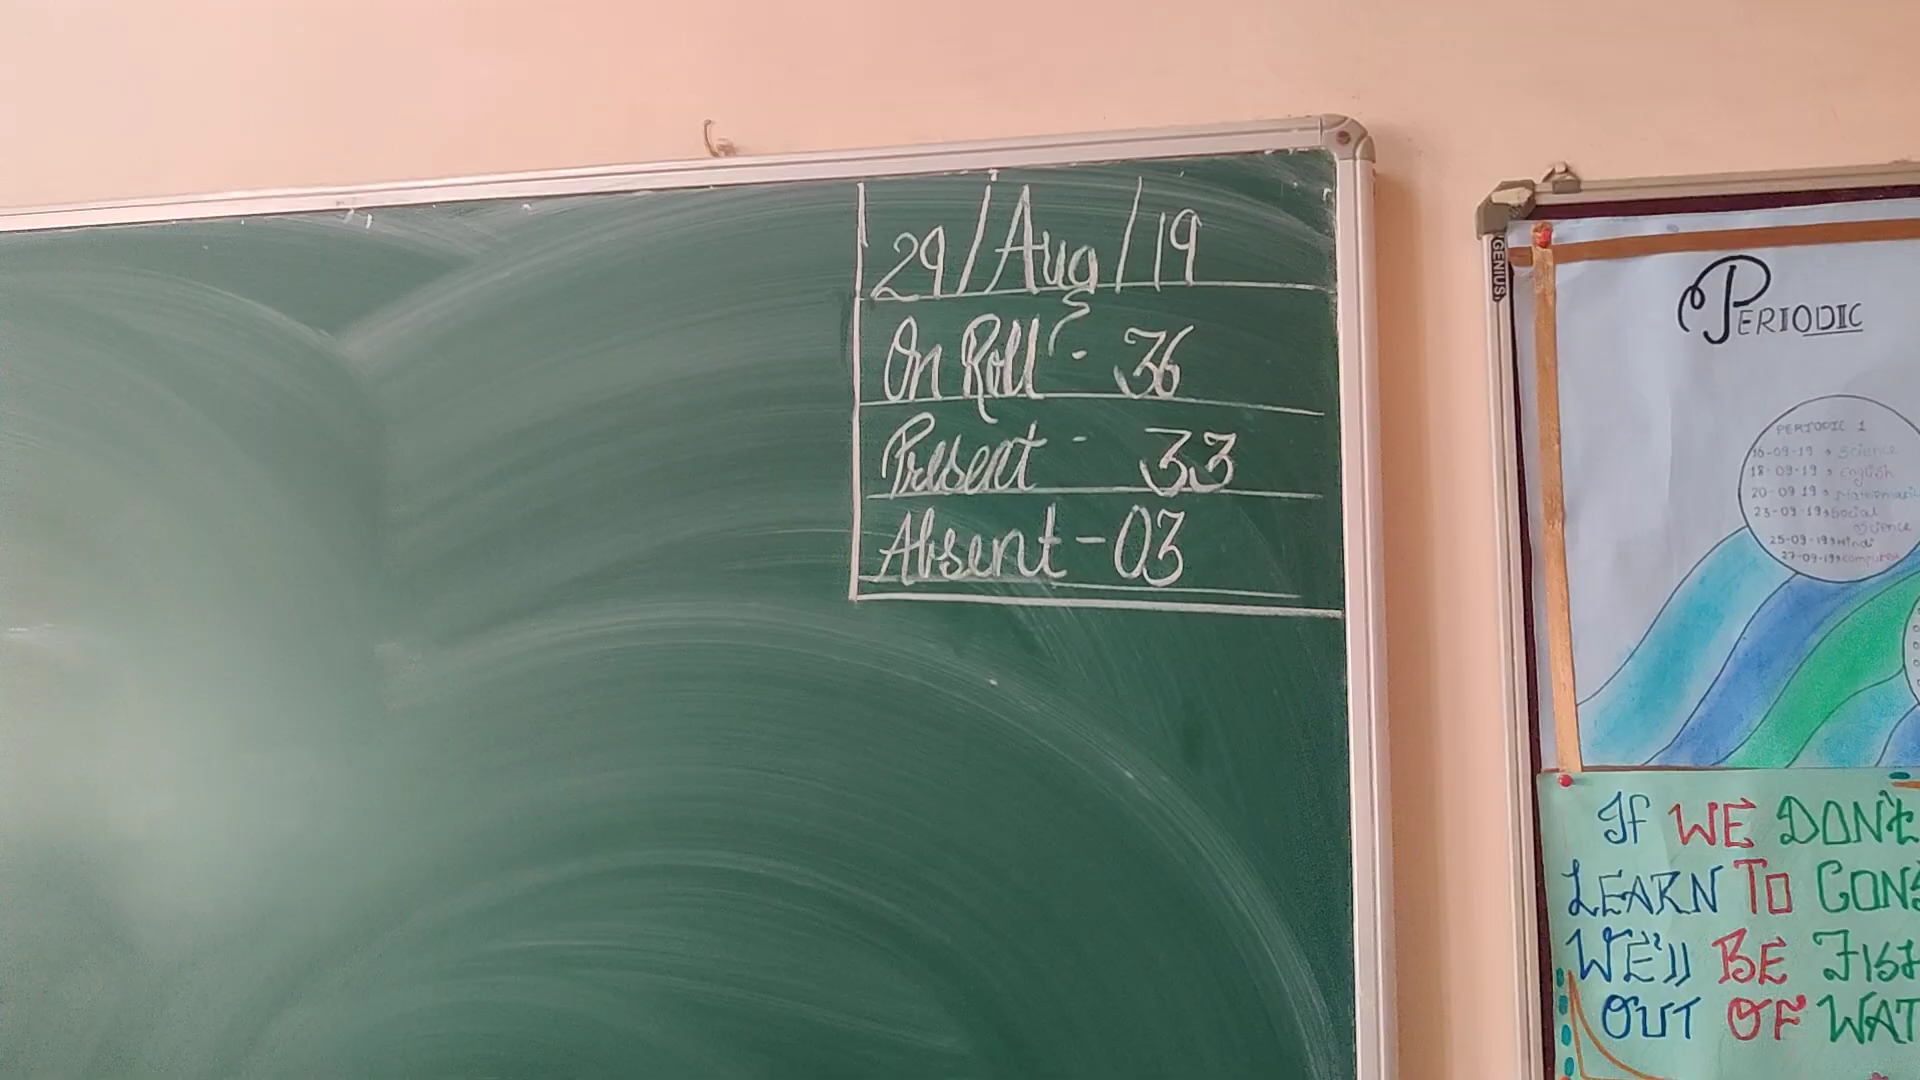 29/Aug/19
On Roll - 36
Present - 33
Absent - 03
GENIUS
PERIODIC
PERIODIC 1
16-09-19 Science
18-09-19 English
20-09-19
23-09-19 Social
Science
25-09-19 Hindi
27-09-19
IF WE DON't
LEARN TO CONS
WE'll BE FISH
OUT OF WAT